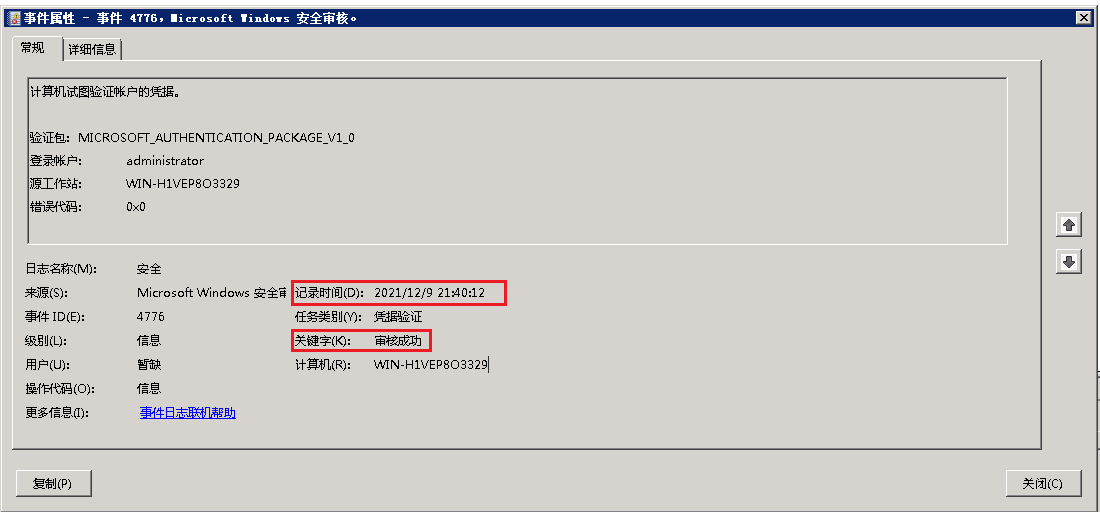 事件属性 - 事件 4776，Microsoft Windows 安全审核。
常规 详细信息
计算机试图验证帐户的凭据。
验证包: MICROSOFT_AUTHENTICATION_PACKAGE_V1_0
登录帐户: administrator
源工作站: WIN-H1VEP8O3329
错误代码: 0x0
日志名称(M): 安全
来源(S): Microsoft Windows 安全审 记录时间(D): 2021/12/9 21:40:12
事件 ID(E): 4776 任务类别(Y): 凭据验证
级别(L): 信息 关键字(K): 审核成功
用户(U): 暂缺 计算机(R): WIN-H1VEP8O3329
操作代码(O): 信息
更多信息(I): 事件日志联机帮助
复制(P) 关闭(C)